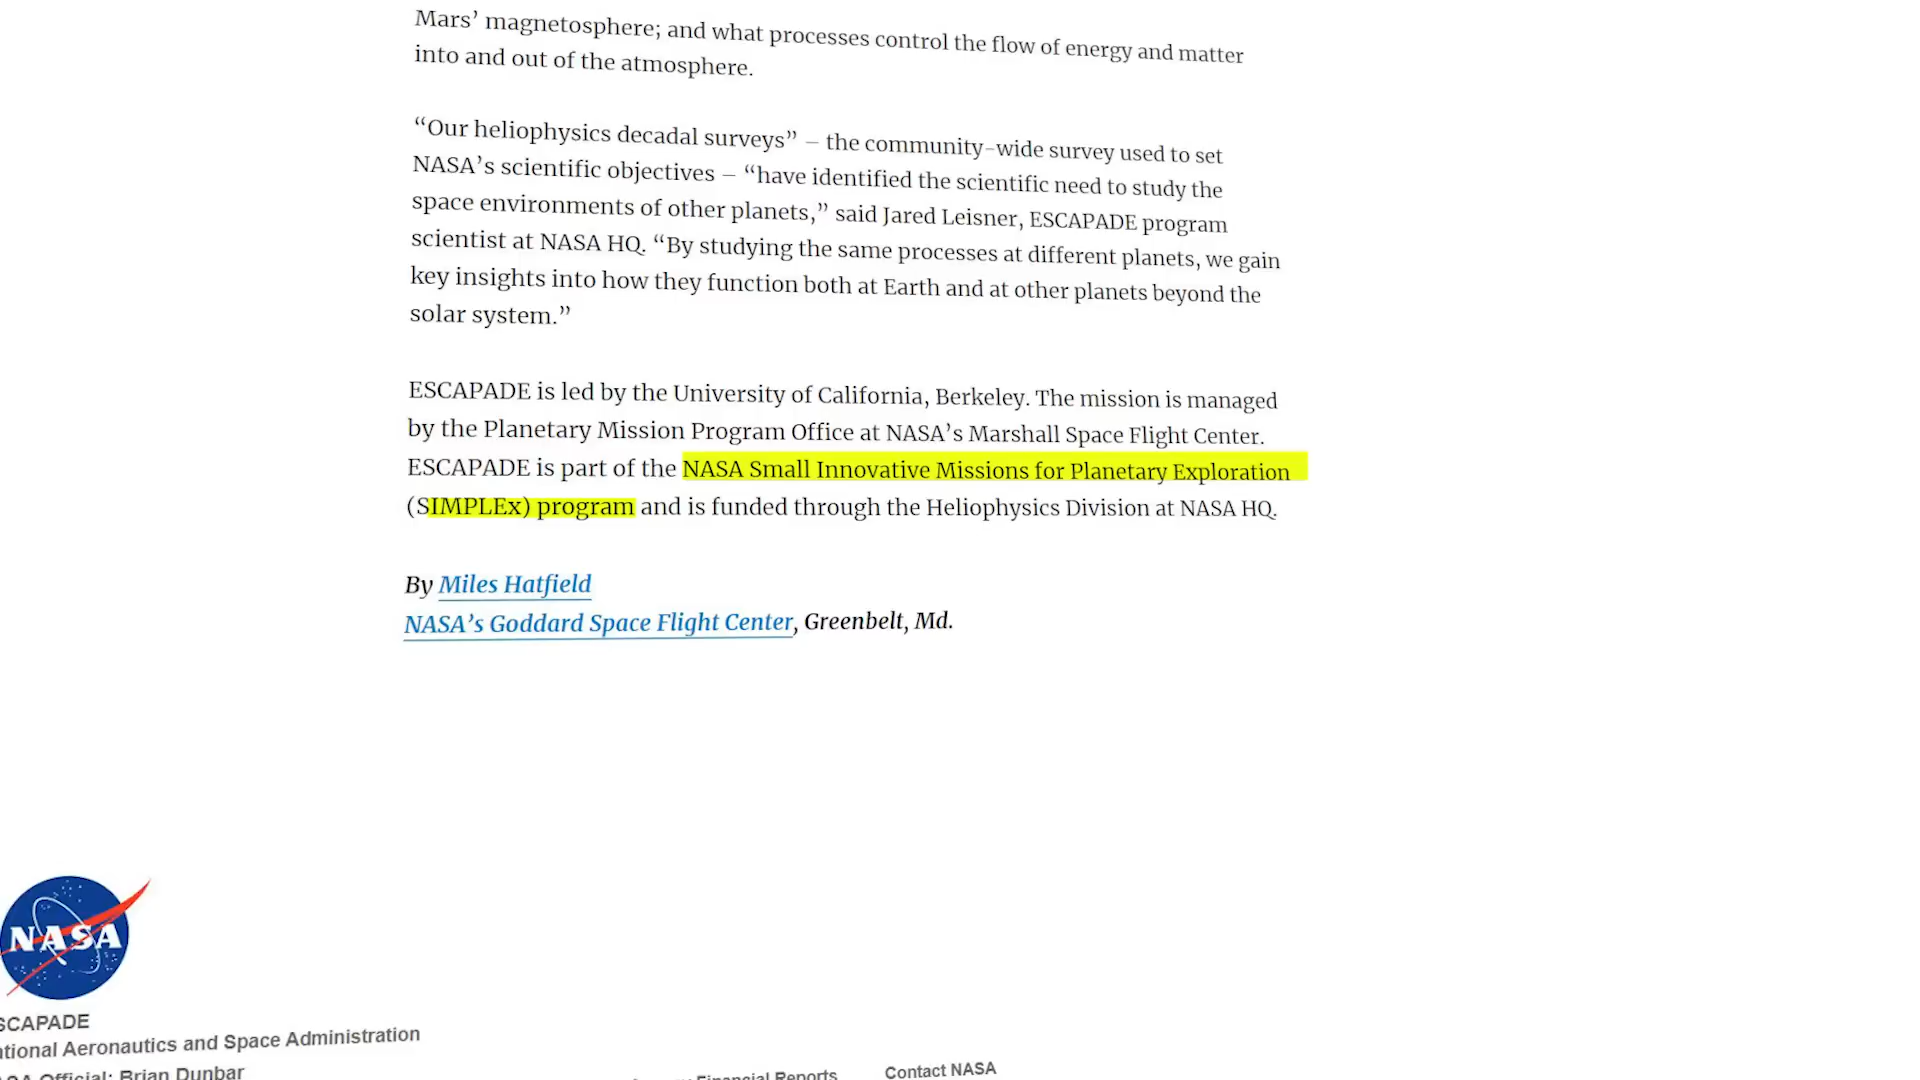 Mars’ magnetosphere; and what processes control the flow of energy and matter
into and out of the atmosphere.
“Our heliophysics decadal surveys” – the community-wide survey used to set
NASA’s scientific objectives – “have identified the scientific need to study the
space environments of other planets,” said Jared Leisner, ESCAPADE program
scientist at NASA HQ. “By studying the same processes at different planets, we gain
key insights into how they function both at Earth and at other planets beyond the
solar system.”
ESCAPADE is led by the University of California, Berkeley. The mission is managed
by the Planetary Mission Program Office at NASA’s Marshall Space Flight Center.
ESCAPADE is part of the NASA Small Innovative Missions for Planetary Exploration
(SIMPLEx) program and is funded through the Heliophysics Division at NASA HQ.
By Miles Hatfield
NASA’s Goddard Space Flight Center, Greenbelt, Md.
NASA
SCAPADE
ational Aeronautics and Space Administration
Official: Brian Dunbar
Financial Reports
Contact NASA